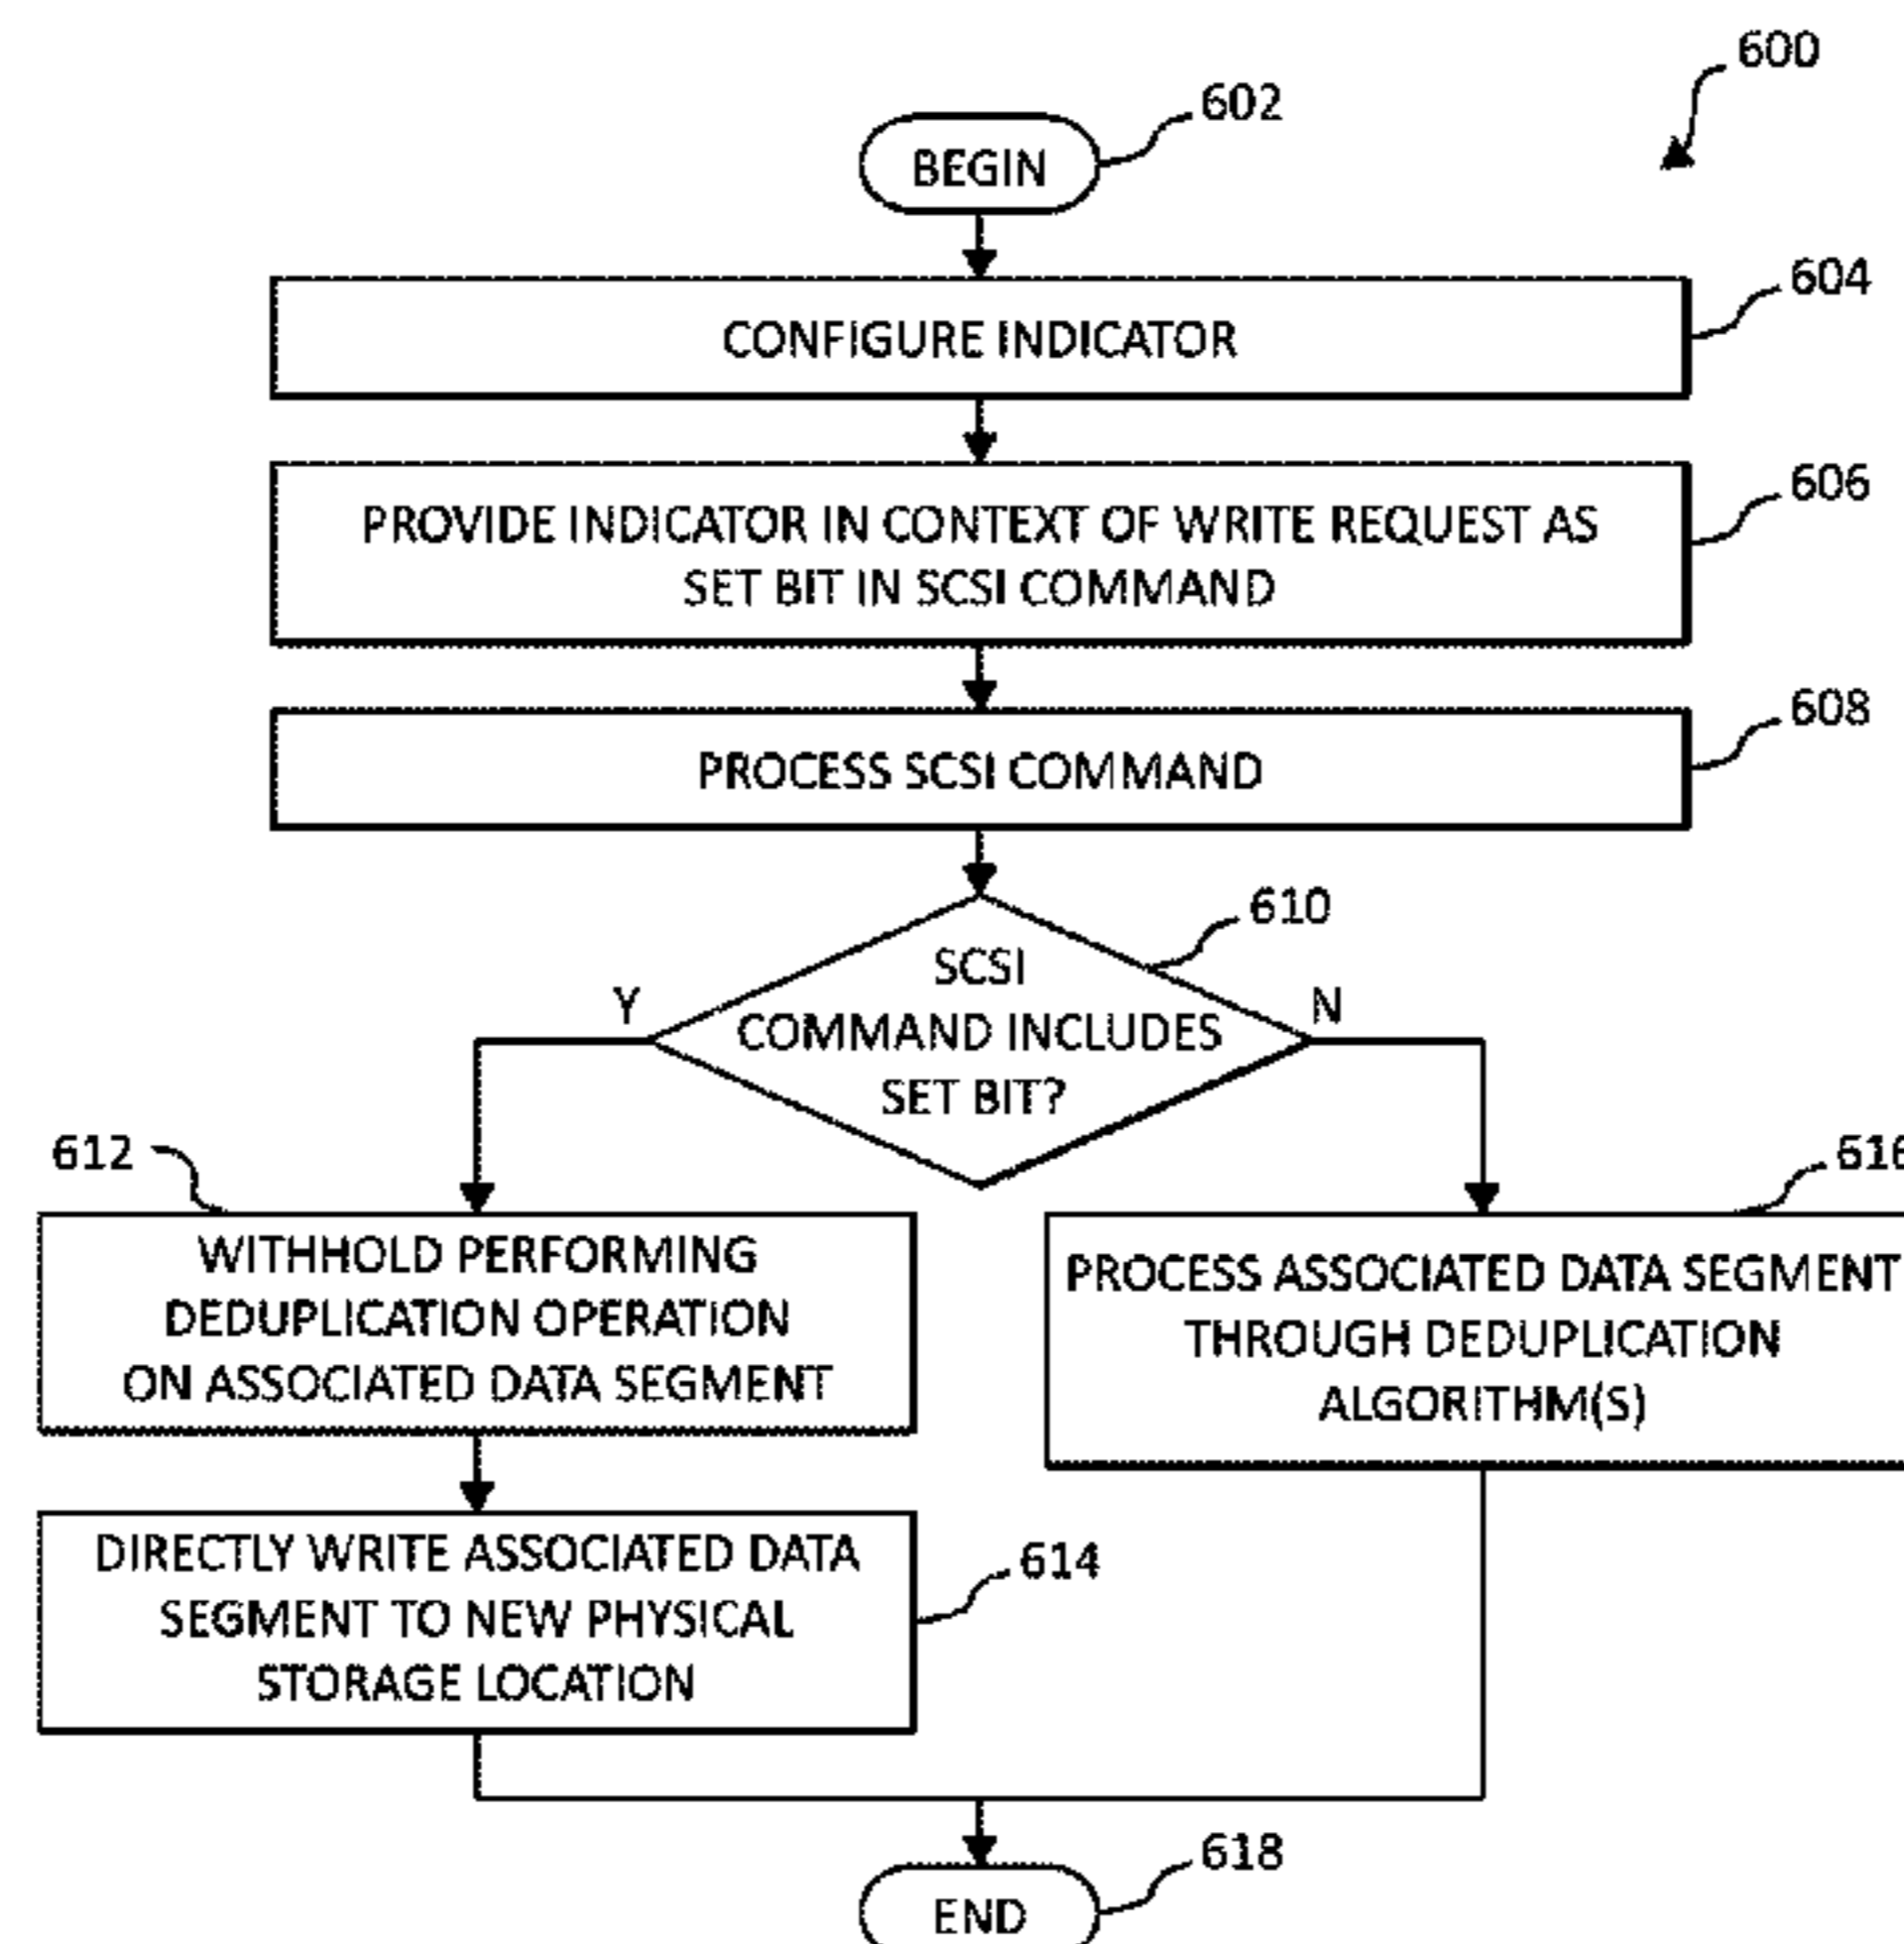 600
602
BEGIN
604
CONFIGURE INDICATOR
606
PROVIDE INDICATOR IN CONTEXT OF WRITE REQUEST AS
SET BIT IN SCSI COMMAND
608
PROCESS SCSI COMMAND
610
SCSI
COMMAND INCLUDES
SET BIT?
Y
N
612
WITHHOLD PERFORMING
DEDUPLICATION OPERATION
ON ASSOCIATED DATA SEGMENT
616
PROCESS ASSOCIATED DATA SEGMENT
THROUGH DEDUPLICATION
ALGORITHM(S)
DIRECTLY WRITE ASSOCIATED DATA
SEGMENT TO NEW PHYSICAL
STORAGE LOCATION
614
618
END